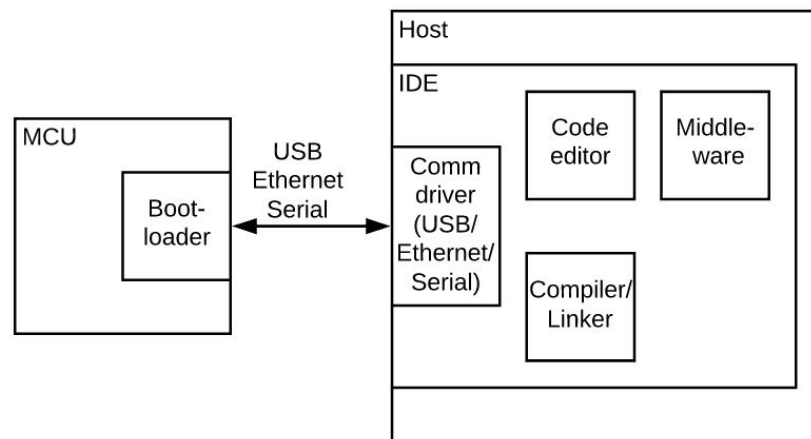 MCU
Boot-
loader
USB
Ethernet
Serial
Host
IDE
Comm
driver
(USB/
Ethernet/
Serial)
Code
editor
Middle-
ware
Compiler/
Linker